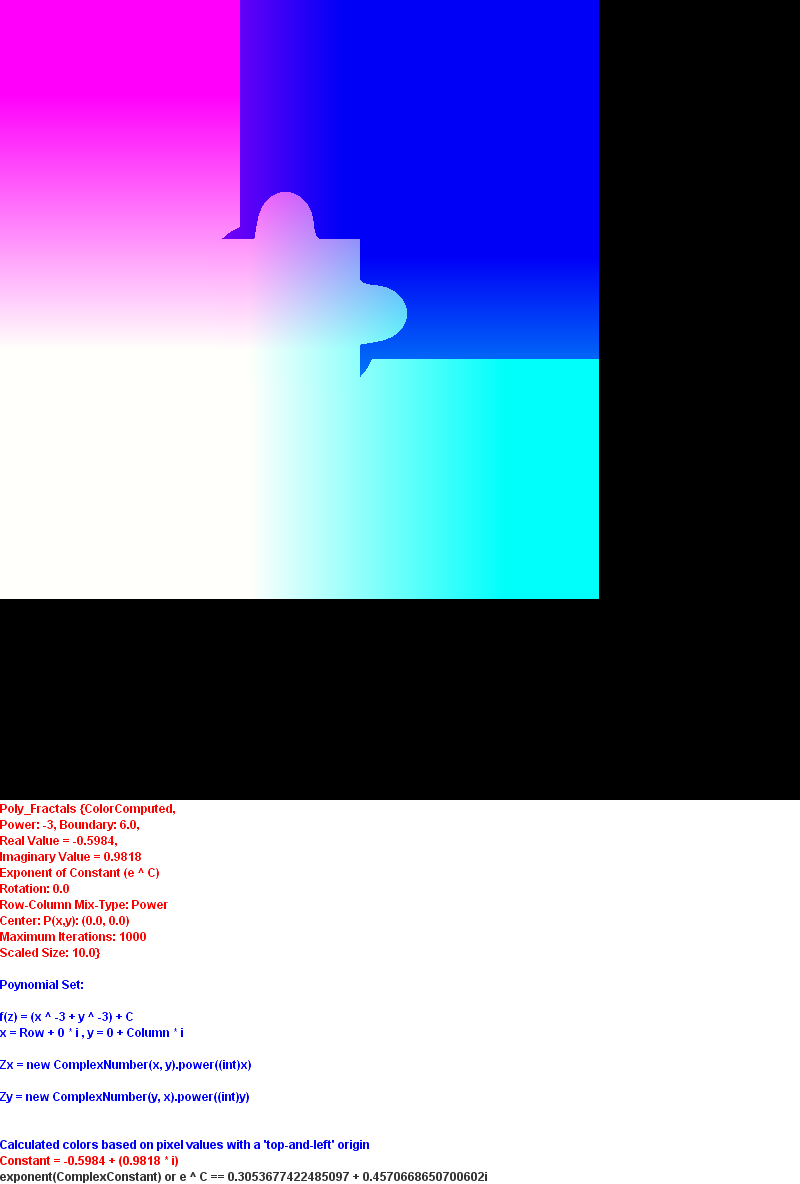 Poly_Fractals {ColorComputed,
Power: -3, Boundary: 6.0,
Real Value = -0.5984,
Imaginary Value = 0.9818
Exponent of Constant (e ^ C)
Rotation: 0.0
Row-Column Mix-Type: Power
Center: P(x,y): (0.0, 0.0)
Maximum Iterations: 1000
Scaled Size: 10.0}
Poynomial Set:
f(z) = (x ^ -3 + y ^ -3) + C
x = Row + 0 * i , y = 0 + Column * i
Zx = new ComplexNumber(x, y).power((int)x)
Zy = new ComplexNumber(y, x).power((int)y)
Calculated colors based on pixel values with a 'top-and-left' origin
Constant = -0.5984 + (0.9818 * i)
exponent(ComplexConstant) or e ^ C == 0.3053677422485097 + 0.4570668650700602i